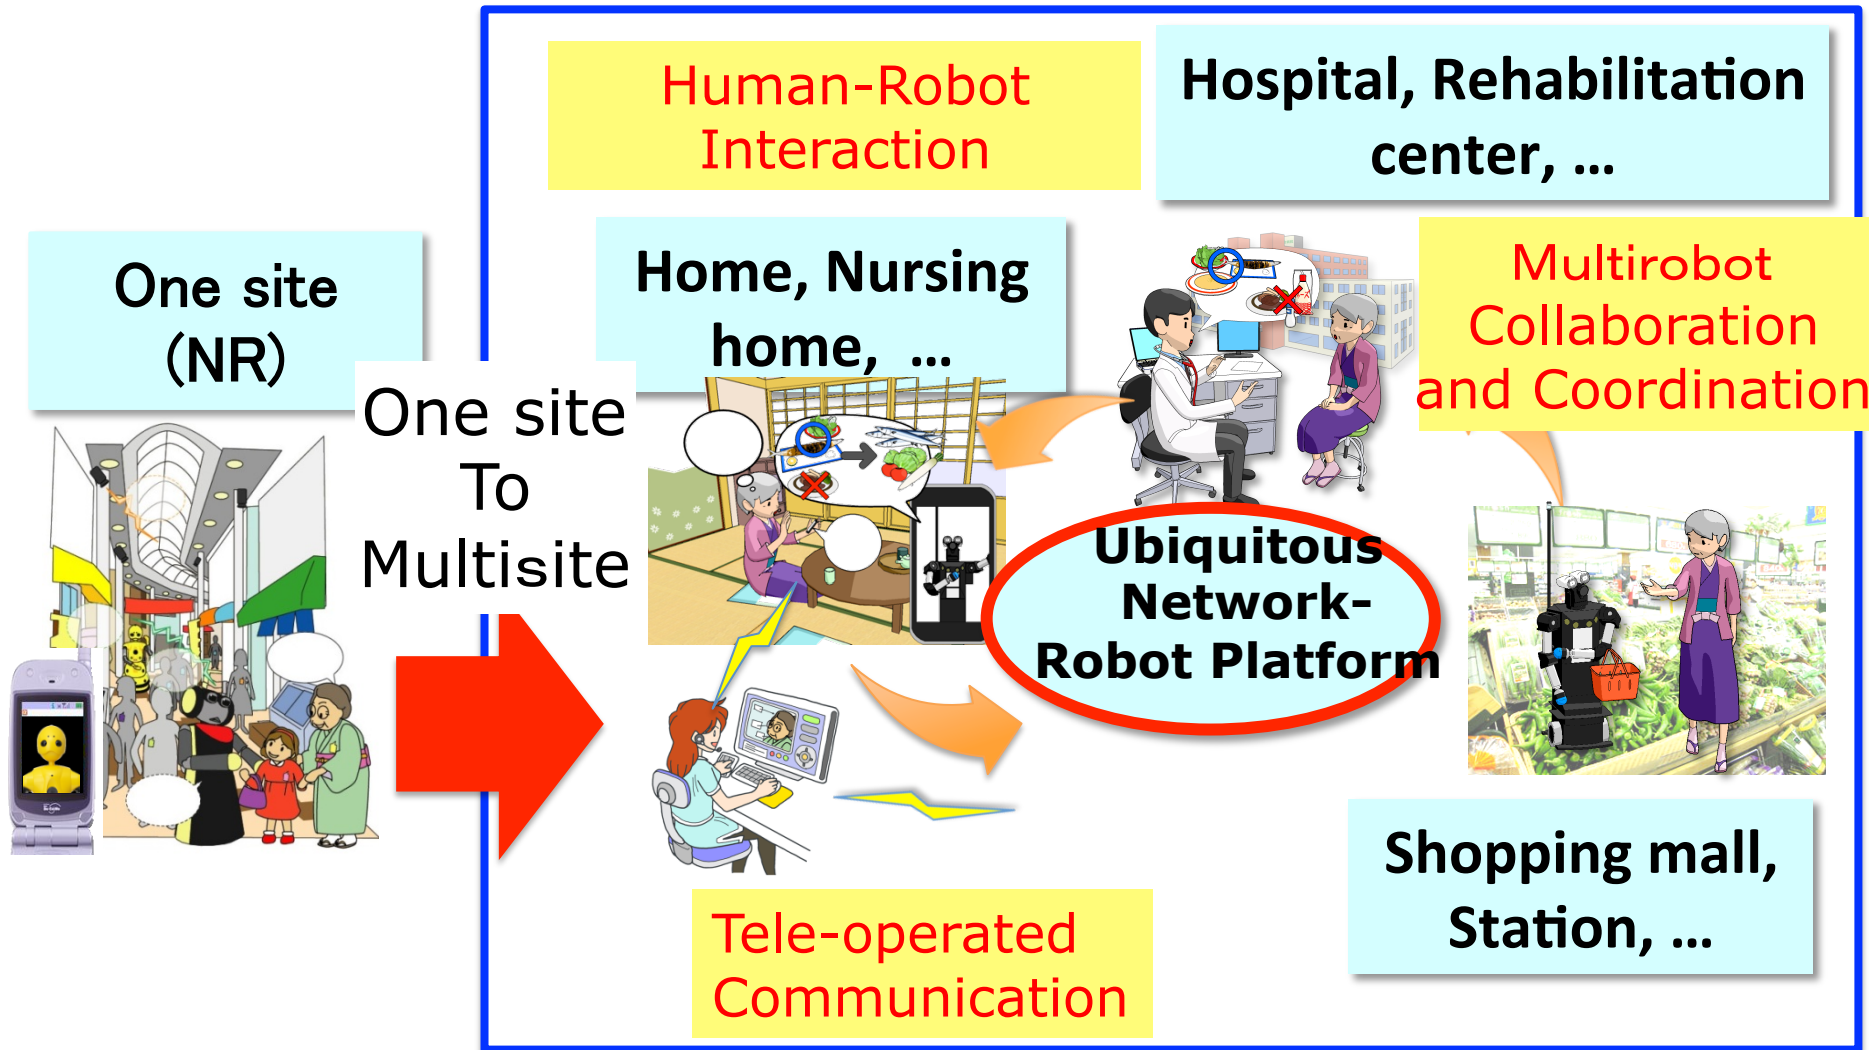 One site
(NR)
One site
To
Multisite
Human-Robot
Interaction
Hospital, Rehabilitation
center, ...
Home, Nursing
home, ...
Multirobot
Collaboration
and Coordination
Ubiquitous
Network-
Robot Platform
Shopping mall,
Station, ...
Tele-operated
Communication